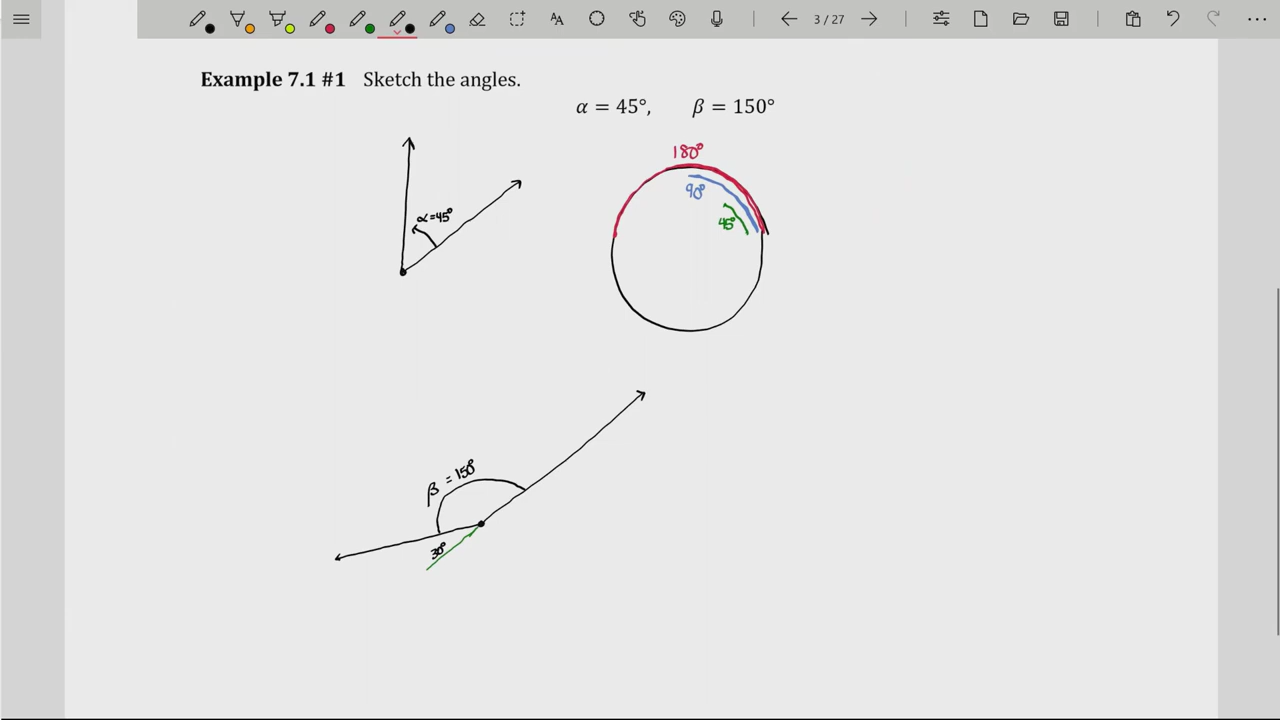 3 / 27
Example 7.1 #1 Sketch the angles.
α = 45°, β = 150°
180°
90°
45°
α=45°
β = 150°
30°